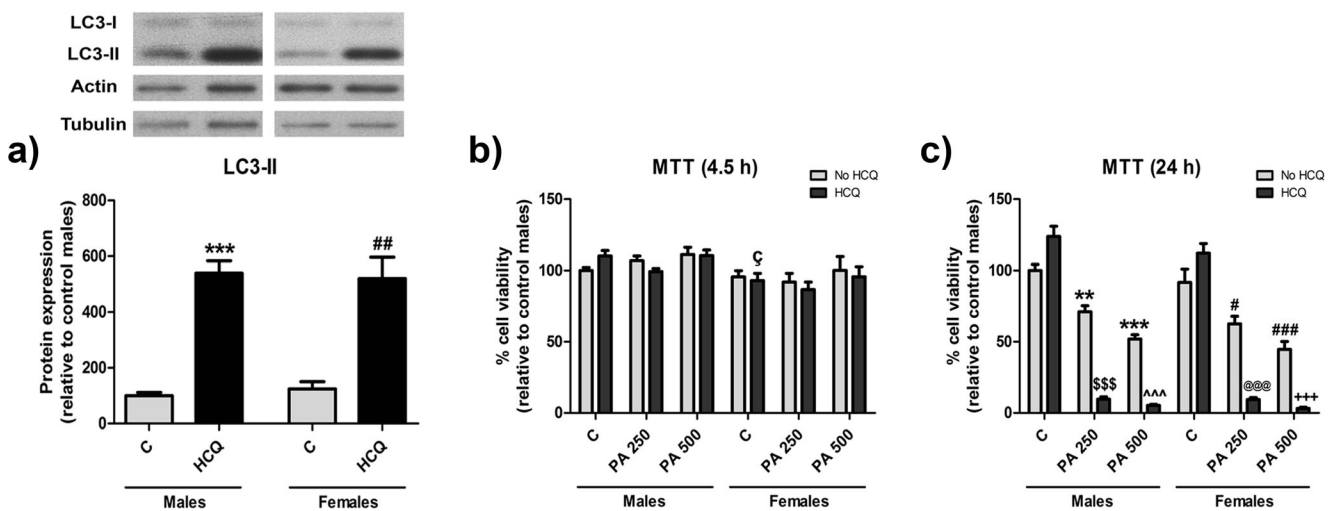 LC3-I
LC3-II
Actin
Tubulin
a)
LC3-II
Protein expression
(relative to control males)
800
600
400
200
0
***
##
C
HCQ
C
HCQ
Males
Females
b)
MTT (4.5 h)
No HCQ
HCQ
% cell viability
(relative to control males)
150
100
50
0
Ç
C
PA 250
PA 500
C
PA 250
PA 500
Males
Females
c)
MTT (24 h)
No HCQ
HCQ
% cell viability
(relative to control males)
150
100
50
0
**
$$$
***
^^^
#
@@@
###
+++
C
PA 250
PA 500
C
PA 250
PA 500
Males
Females